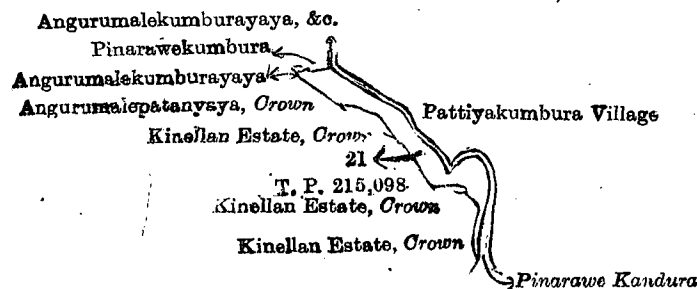 Angurumalekumburayaya, &c.
Pinarawekumbura
Angurumalekumburayaya
Angurumalepatanyaya, Crown
Pattiyakumbura Village
Kinellan Estate, Crown
21
T. P. 215,098
Kinellan Estate, Crown
Kinellan Estate, Crown
Pinarawe Kandura